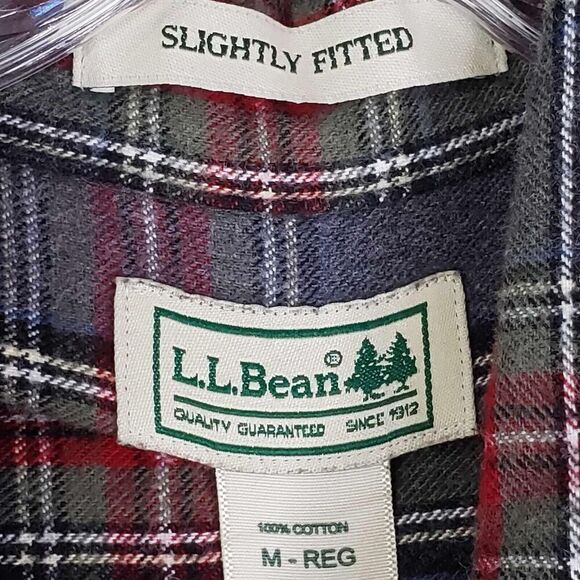 SLIGHTLY FITTED
L.L.Bean®
QUALITY GUARANTEED SINCE 1912
100% COTTON
M - REG